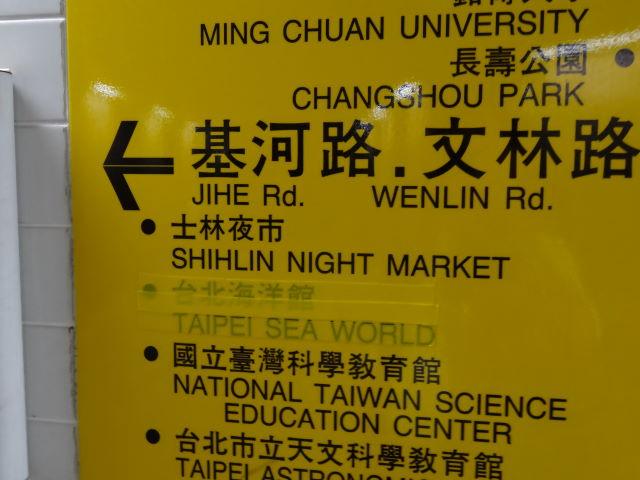 MING CHUAN UNIVERSITY
長壽公園
CHANGSHOU PARK
基河路.文林路
JIHE Rd. WENLIN Rd.
士林夜市
SHIHLIN NIGHT MARKET
台北海洋館
TAIPEI SEA WORLD
國立臺灣科學教育館
NATIONAL TAIWAN SCIENCE
EDUCATION CENTER
台北市立天文科學教育館
TAIPEI